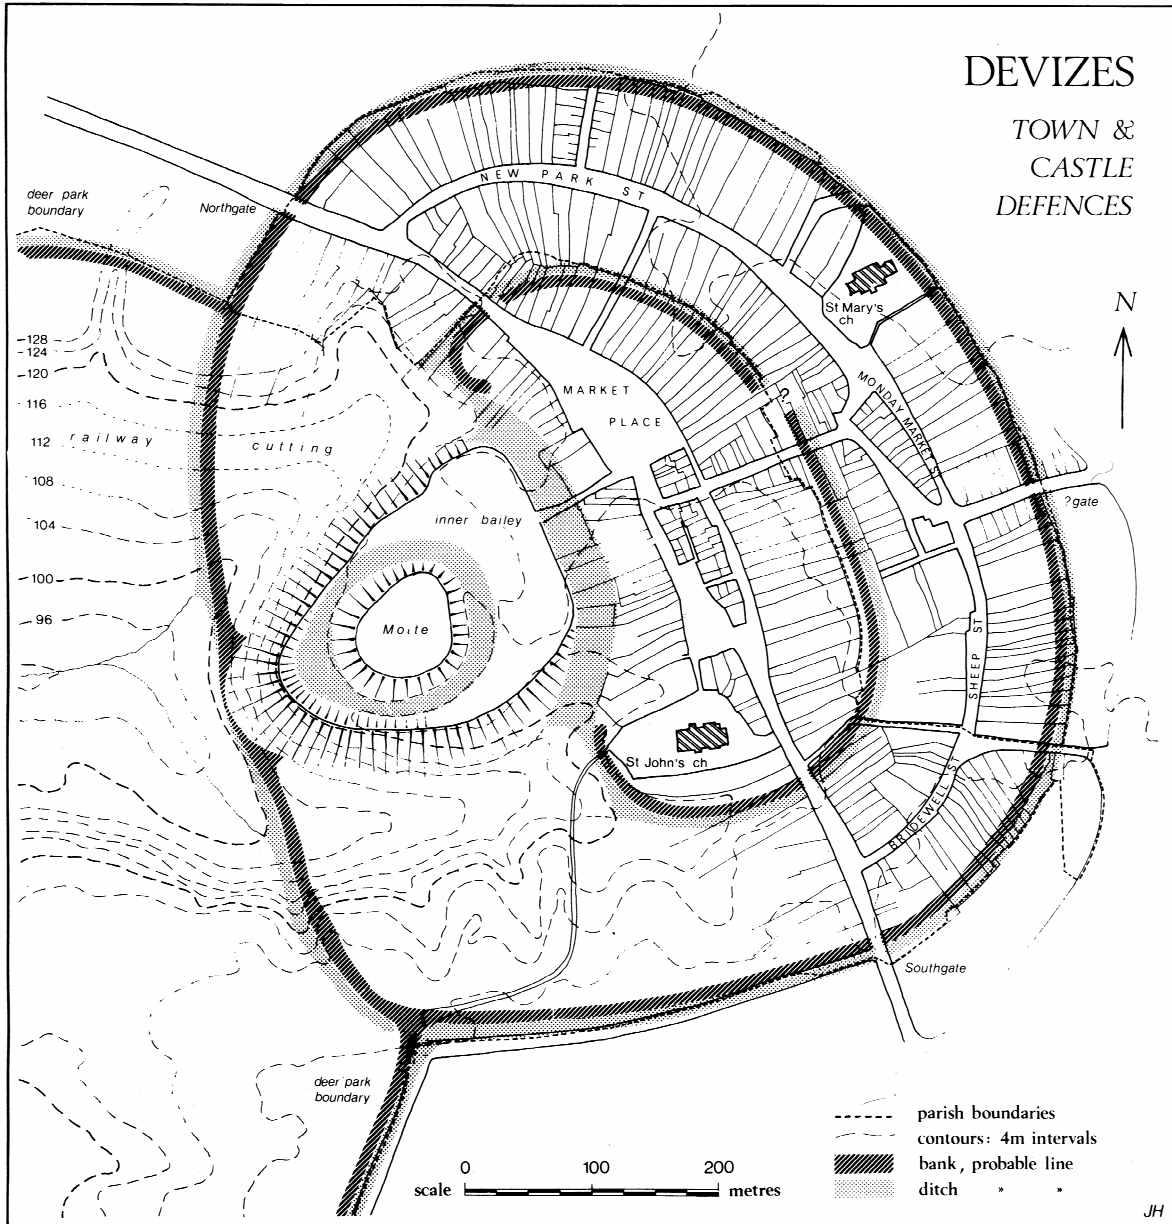 DEVIZES
TOWN &
CASTLE
DEFENCES
N
deer park
boundary
Northgate
NEW PARK ST
St Mary's
ch
128
124
120
116
112
108
104
100
96
railway cutting
MARKET
PLACE
?
MONDAY MARKET ST
? gate
inner bailey
Motte
SHEEP ST
St John's ch
BRIDEWELL ST
Southgate
deer park
boundary
parish boundaries
contours: 4m intervals
bank, probable line
ditch » »
0 100 200
scale metres
JH